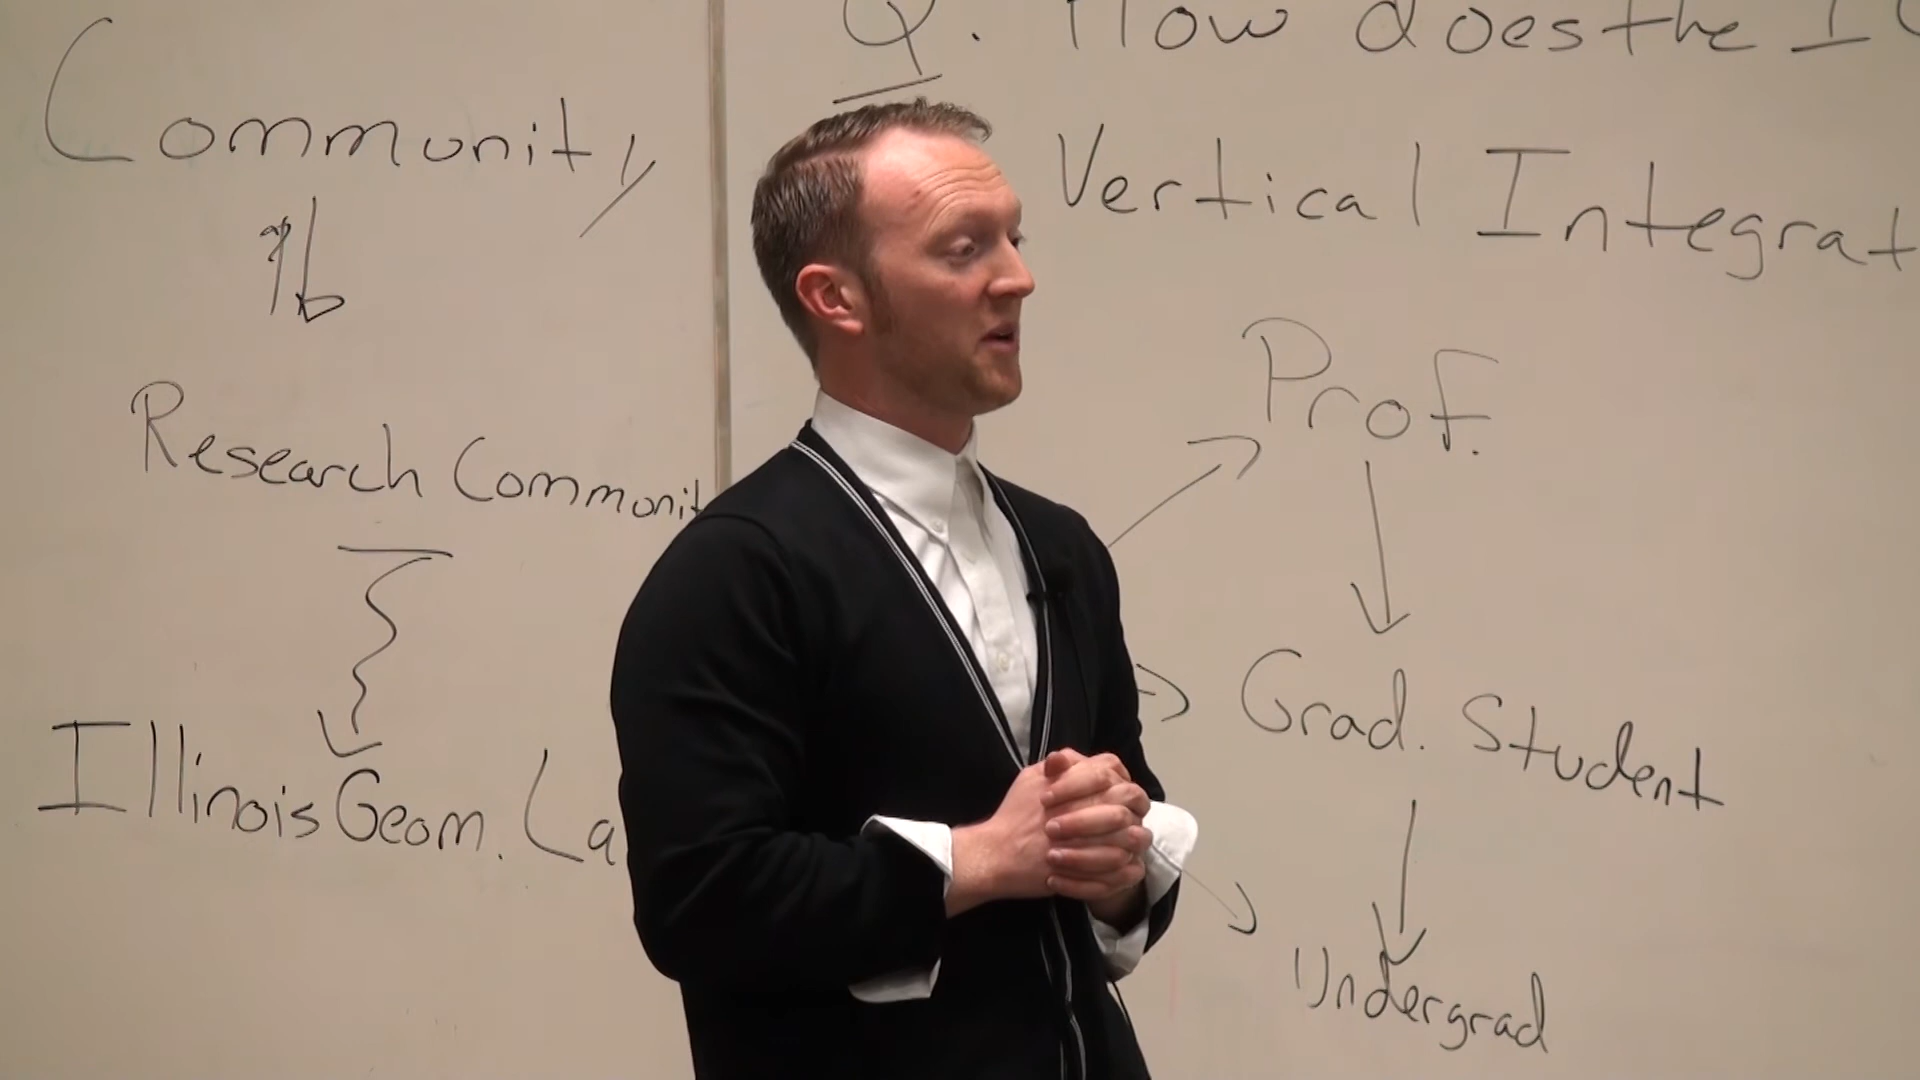 Community
Research Communit
Illinois Geom. La
Q. How does the I
Vertical Integrat
Prof.
Grad. Student
Undergrad